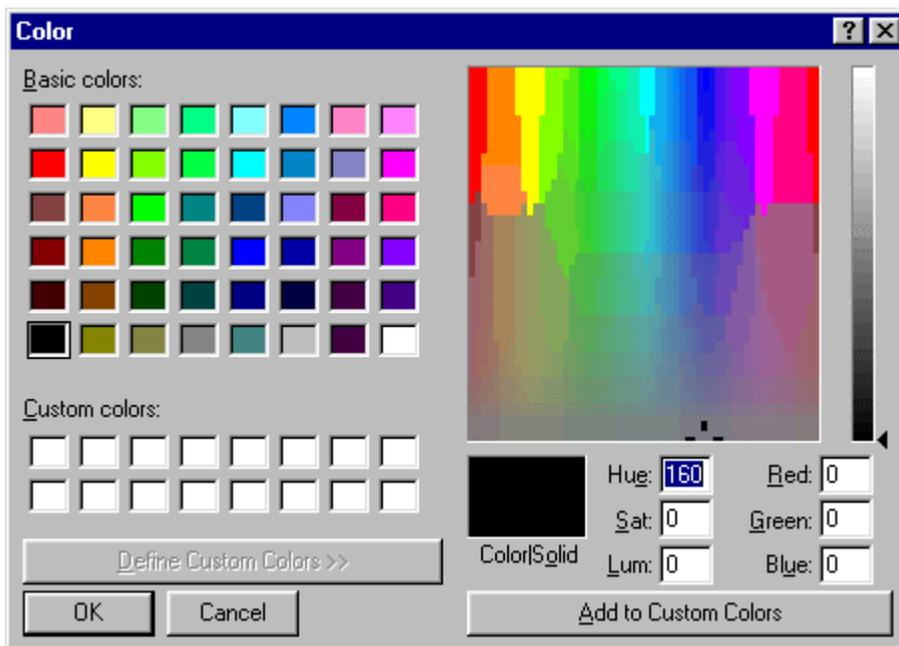 Color
Basic colors:
Custom colors:
Define Custom Colors >>
OK Cancel
Hue: 160 Red: 0
Sat: 0 Green: 0
Color|Solid
Lum: 0 Blue: 0
Add to Custom Colors